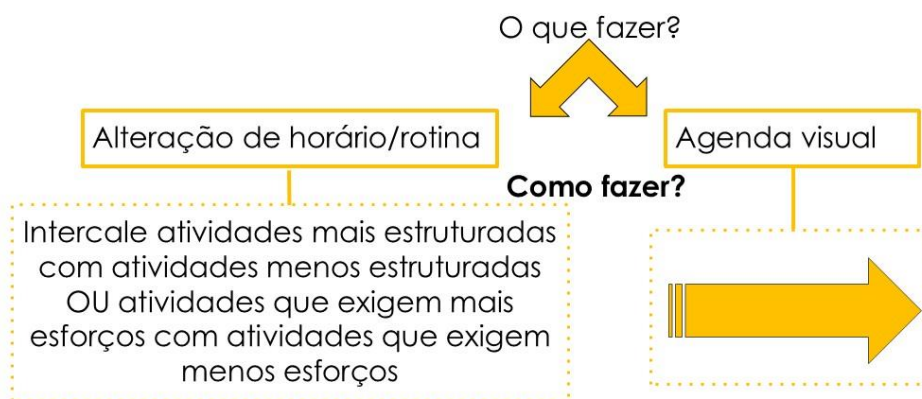 O que fazer?
Alteração de horário/rotina
Agenda visual
Como fazer?
Intercale atividades mais estruturadas
com atividades menos estruturadas
OU atividades que exigem mais
esforços com atividades que exigem
menos esforços